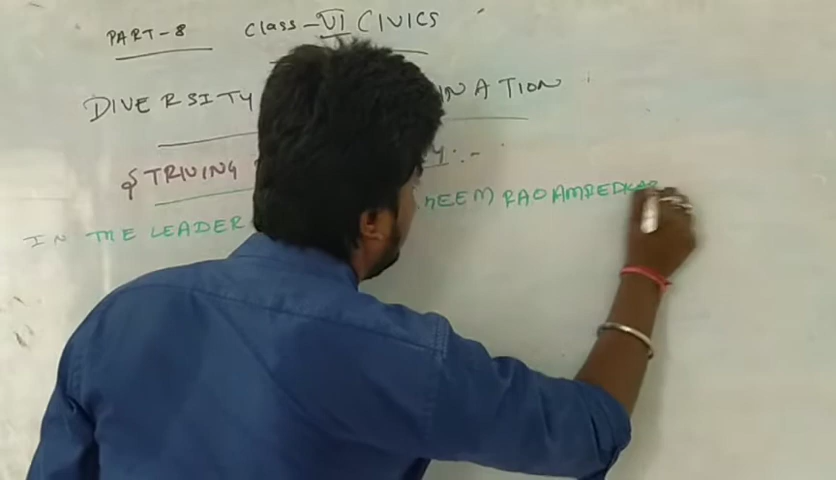 PART-8 Class-VI CIVICS
DIVERSITY INATION
STRIVING Y:-
IN THE LEADER HEEM RAO AMBEDKAR